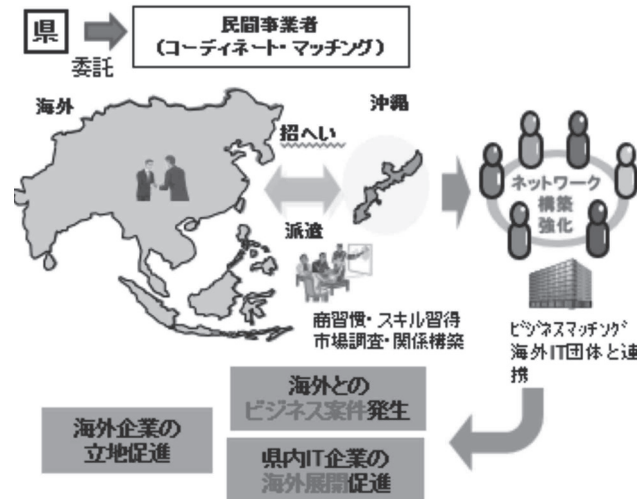 県
委託
民間事業者
(コーディネート・マッチング)
海外
招へい
沖縄
派遣
商習慣・スキル習得
市場調査・関係構築
ネットワーク
構築
強化
ビジネスマッチング
海外IT団体と連
携
海外との
ビジネス案件発生
海外企業の
立地促進
県内IT企業の
海外展開促進